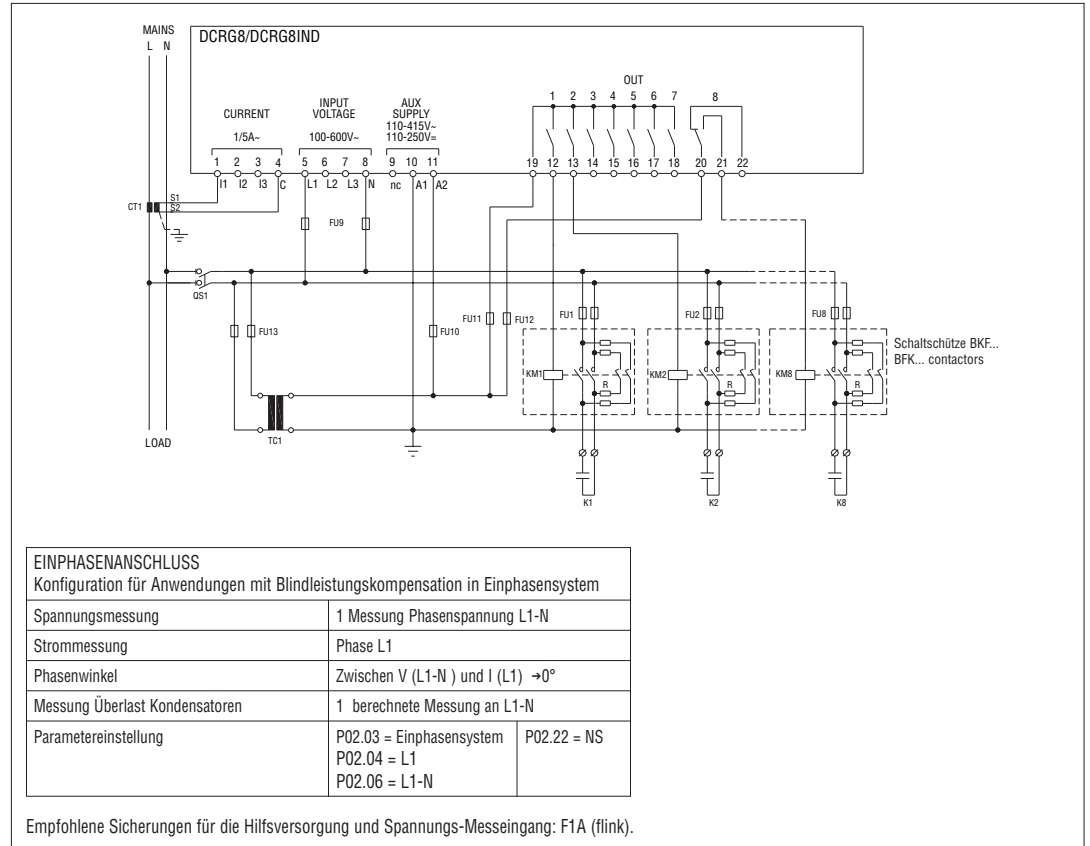 MAINS
L N
DCRG8/DCRG8IND
OUT
1 2 3 4 5 6 7 8
CURRENT
1/5A~
INPUT
VOLTAGE
100-600V~
AUX
SUPPLY
110-415V~
110-250V=
1 2 3 4 5 6 7 8 9 10 11 19 12 13 14 15 16 17 18 20 21 22
I1 I2 I3 C L1 L2 L3 N nc A1 A2
S1
CT1
S2
FU9
QS1
FU13 FU10 FU11 FU12 FU1 FU2 FU8
Schaltschütze BKF...
BFK... contactors
KM1 R KM2 R KM8 R
LOAD
TC1
K1 K2 K8
EINPHASENANSCHLUSS
Konfiguration für Anwendungen mit Blindleistungskompensation in Einphasensystem
Spannungsmessung 1 Messung Phasenspannung L1-N
Strommessung Phase L1
Phasenwinkel Zwischen V (L1-N ) und I (L1) ➔0°
Messung Überlast Kondensatoren 1 berechnete Messung an L1-N
Parametereinstellung P02.03 = Einphasensystem P02.22 = NS
P02.04 = L1
P02.06 = L1-N
Empfohlene Sicherungen für die Hilfsversorgung und Spannungs-Messeingang: F1A (flink).